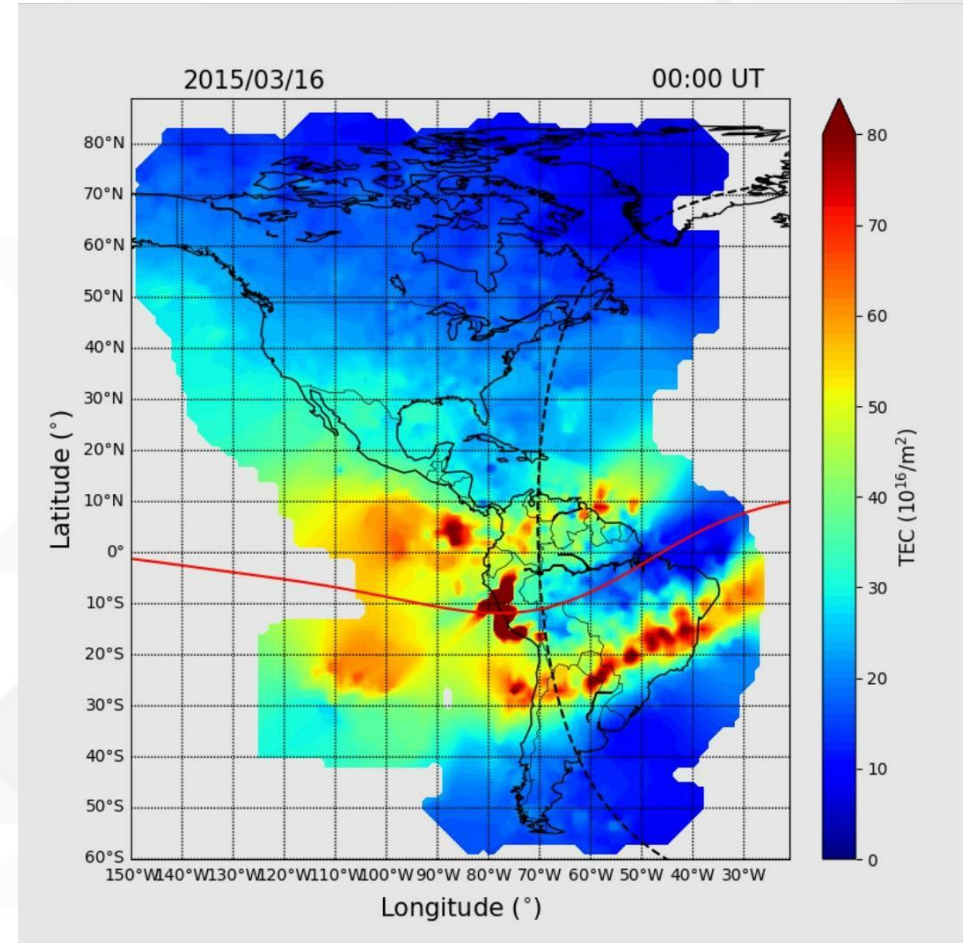 2015/03/16 00:00 UT
80°N
70°N
60°N
50°N
40°N
30°N
20°N
10°N
0°
10°S
20°S
30°S
40°S
50°S
60°S
Latitude (°)
150°W140°W130°W120°W110°W100°W 90°W 80°W 70°W 60°W 50°W 40°W 30°W
Longitude (°)
80
70
60
50
40
30
20
10
0
TEC (10¹⁶/m²)